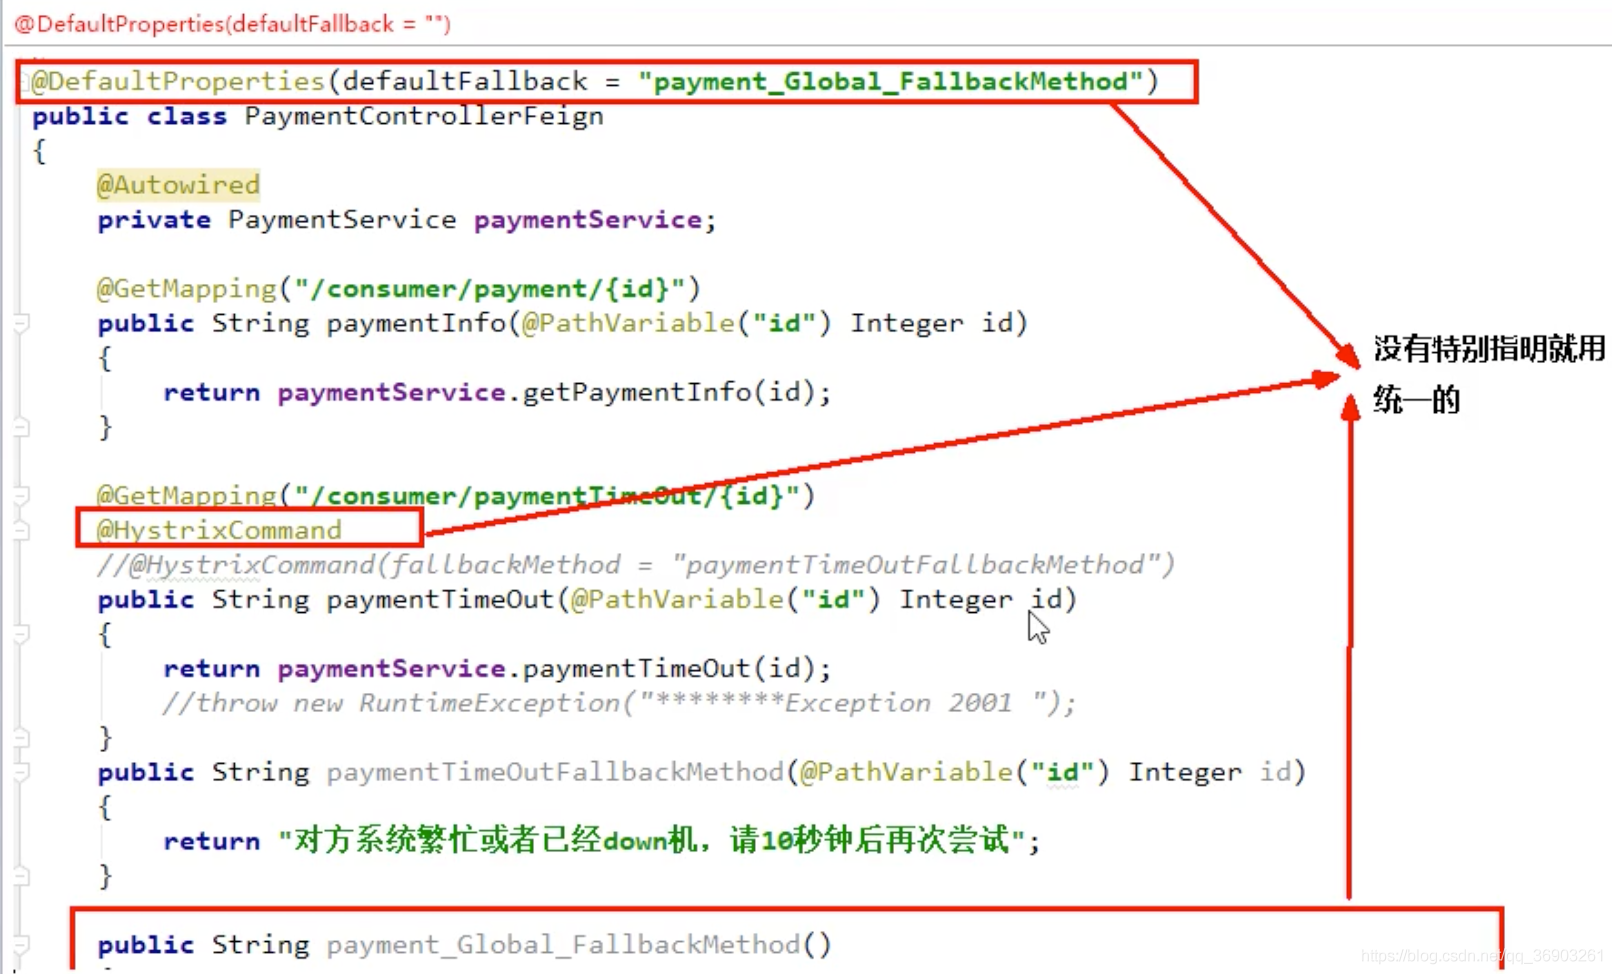 @DefaultProperties(defaultFallback = "")
@DefaultProperties(defaultFallback = "payment_Global_FallbackMethod")
public class PaymentControllerFeign
{
@Autowired
private PaymentService paymentService;
@GetMapping("/consumer/payment/{id}")
public String paymentInfo(@PathVariable("id") Integer id)
{
return paymentService.getPaymentInfo(id);
}
没有特别指明就用
统一的
@GetMapping("/consumer/paymentTimeOut/{id}")
@HystrixCommand
//@HystrixCommand(fallbackMethod = "paymentTimeOutFallbackMethod")
public String paymentTimeOut(@PathVariable("id") Integer id)
{
return paymentService.paymentTimeOut(id);
//throw new RuntimeException("********Exception 2001 ");
}
public String paymentTimeOutFallbackMethod(@PathVariable("id") Integer id)
{
return "对方系统繁忙或者已经down机，请10秒钟后再次尝试";
}
public String payment_Global_FallbackMethod()
https://blog.csdn.net/qq_36903261